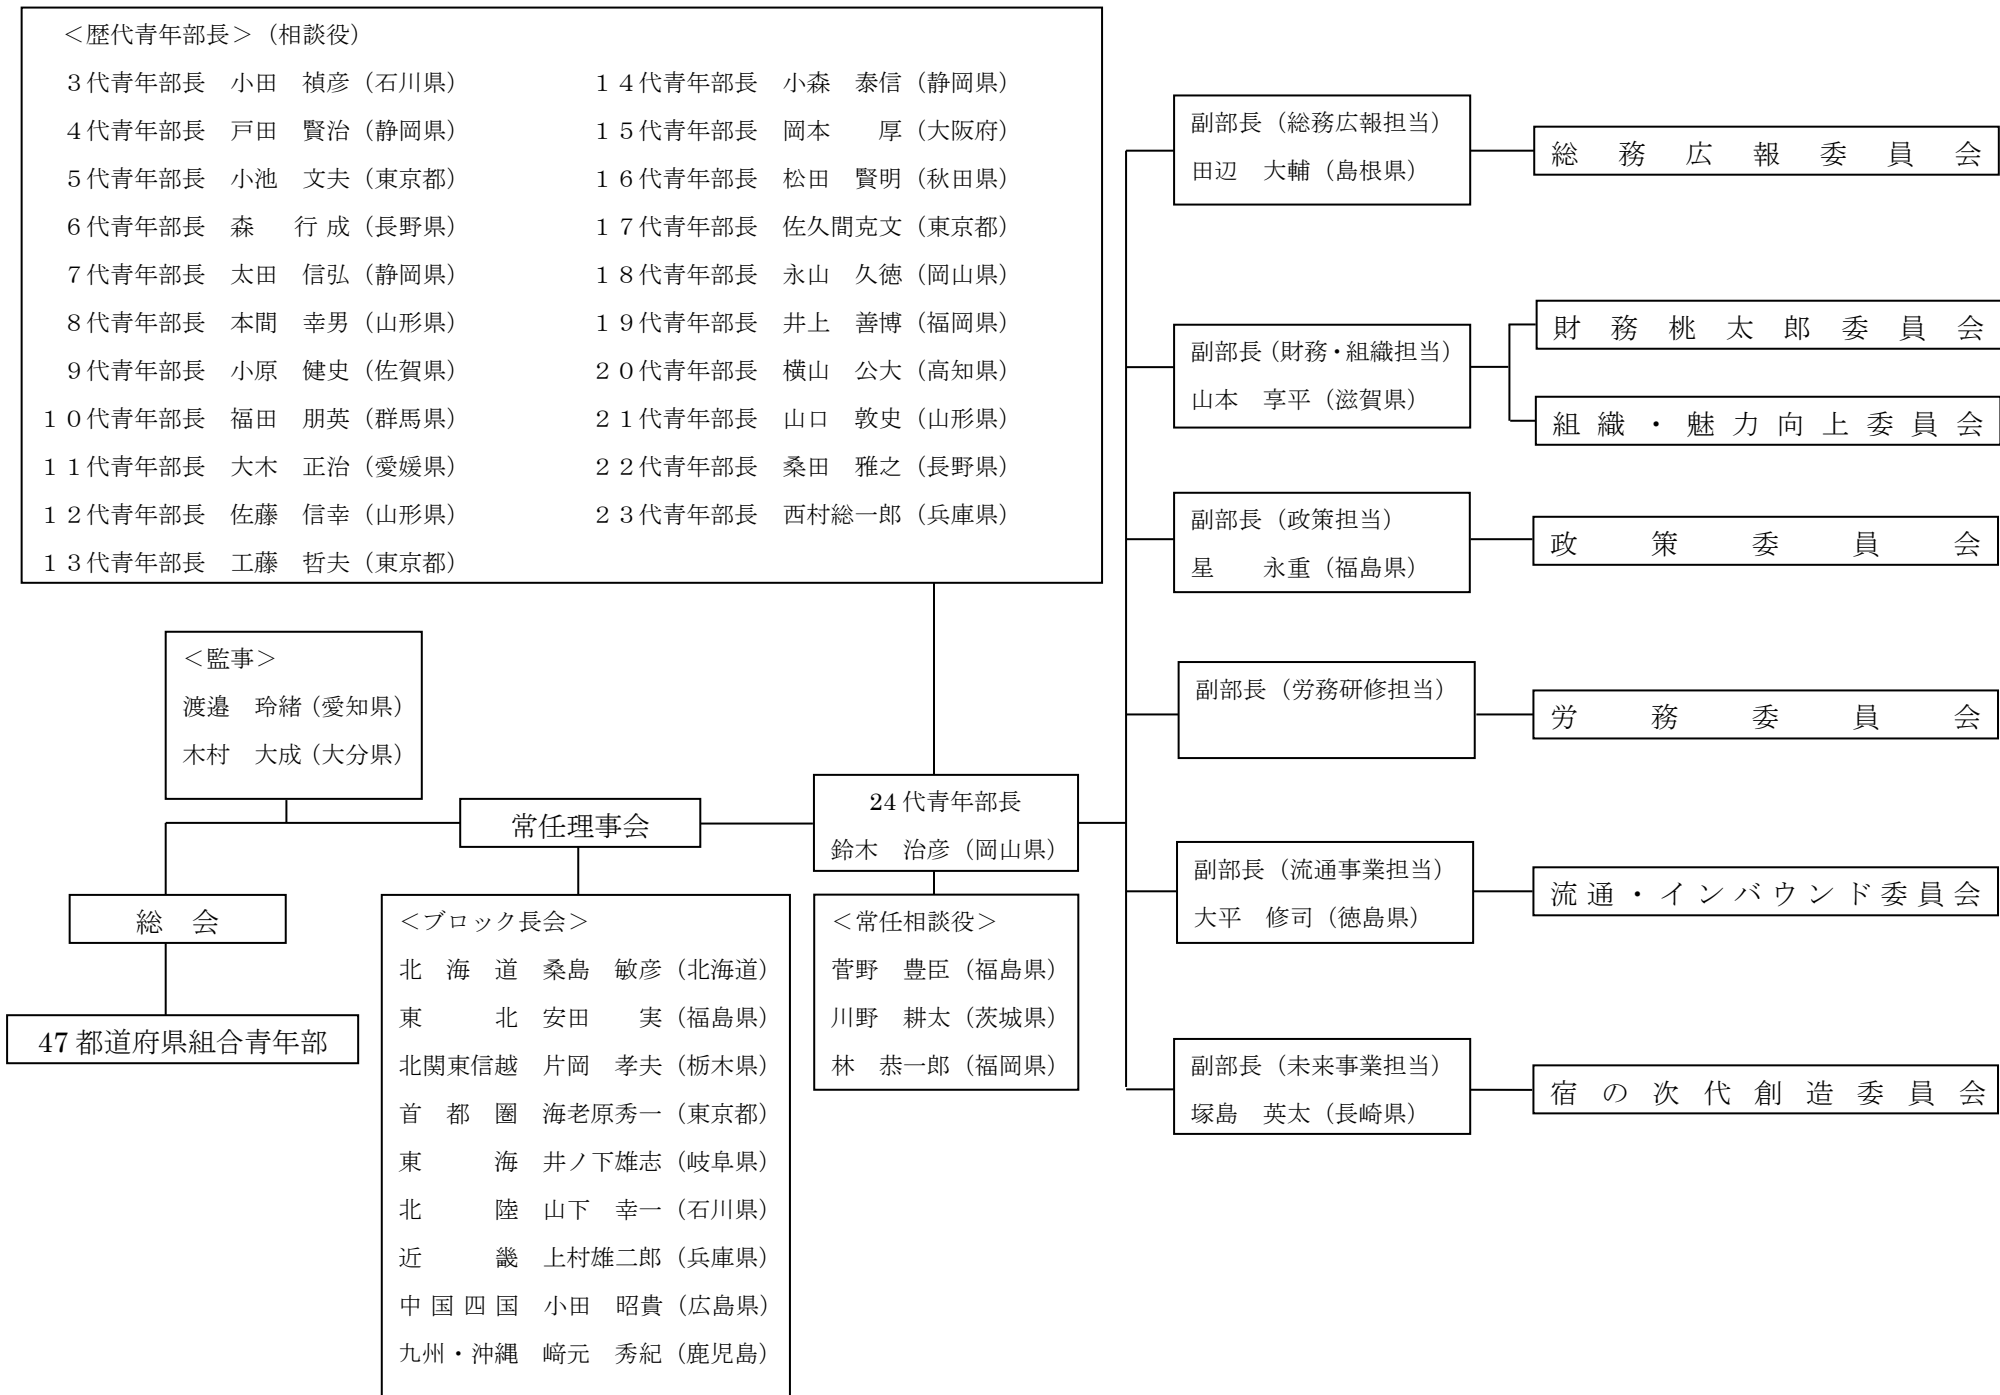 ＜歴代青年部長＞（相談役）
３代青年部長　小田　禎彦（石川県）
４代青年部長　戸田　賢治（静岡県）
５代青年部長　小池　文夫（東京都）
６代青年部長　森　行成（長野県）
７代青年部長　太田　信弘（静岡県）
８代青年部長　本間　幸男（山形県）
９代青年部長　小原　健史（佐賀県）
１０代青年部長　福田　朋英（群馬県）
１１代青年部長　大木　正治（愛媛県）
１２代青年部長　佐藤　信幸（山形県）
１３代青年部長　工藤　哲夫（東京都）
１４代青年部長　小森　泰信（静岡県）
１５代青年部長　岡本　厚（大阪府）
１６代青年部長　松田　賢明（秋田県）
１７代青年部長　佐久間克文（東京都）
１８代青年部長　永山　久徳（岡山県）
１９代青年部長　井上　善博（福岡県）
２０代青年部長　横山　公大（高知県）
２１代青年部長　山口　敦史（山形県）
２２代青年部長　桑田　雅之（長野県）
２３代青年部長　西村総一郎（兵庫県）
＜監事＞
渡邉　玲緒（愛知県）
木村　大成（大分県）
常任理事会
総　会
47都道府県組合青年部
24代青年部長
鈴木　治彦（岡山県）
＜ブロック長会＞
北海道　桑島　敏彦（北海道）
東北　安田　実（福島県）
北関東信越　片岡　孝夫（栃木県）
首都圏　海老原秀一（東京都）
東海　井ノ下雄志（岐阜県）
北陸　山下　幸一（石川県）
近畿　上村雄二郎（兵庫県）
中国四国　小田　昭貴（広島県）
九州・沖縄　﨑元　秀紀（鹿児島）
＜常任相談役＞
菅野　豊臣（福島県）
川野　耕太（茨城県）
林　恭一郎（福岡県）
副部長（総務広報担当）
田辺　大輔（島根県）
総務広報委員会
副部長（財務・組織担当）
山本　享平（滋賀県）
財務桃太郎委員会
組織・魅力向上委員会
副部長（政策担当）
星　永重（福島県）
政策委員会
副部長（労務研修担当）
労務委員会
副部長（流通事業担当）
大平　修司（徳島県）
流通・インバウンド委員会
副部長（未来事業担当）
塚島　英太（長崎県）
宿の次代創造委員会